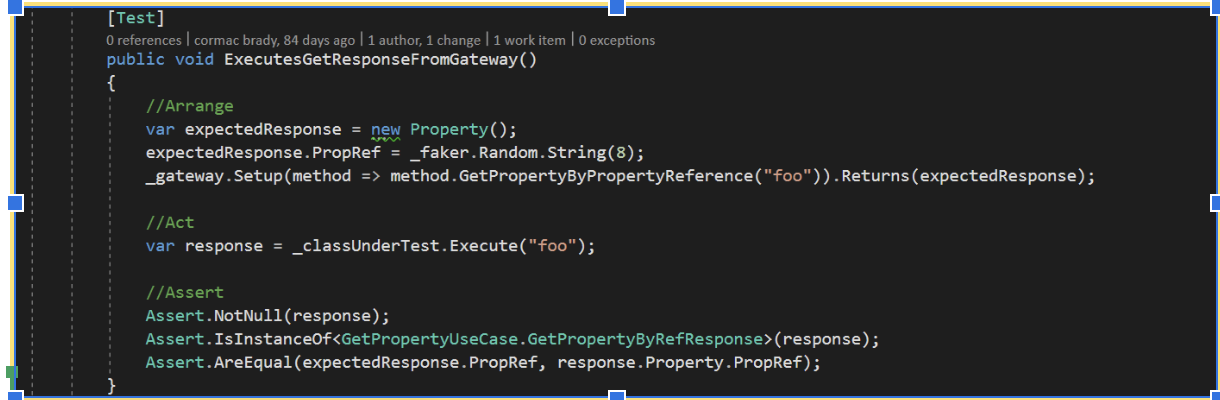 [Test]
0 references | cormac brady, 84 days ago | 1 author, 1 change | 1 work item | 0 exceptions
public void ExecutesGetResponseFromGateway()
{
//Arrange
var expectedResponse = new Property();
expectedResponse.PropRef = _faker.Random.String(8);
_gateway.Setup(method => method.GetPropertyByPropertyReference("foo")).Returns(expectedResponse);
//Act
var response = _classUnderTest.Execute("foo");
//Assert
Assert.NotNull(response);
Assert.IsInstanceOf<GetPropertyUseCase.GetPropertyByRefResponse>(response);
Assert.AreEqual(expectedResponse.PropRef, response.Property.PropRef);
}